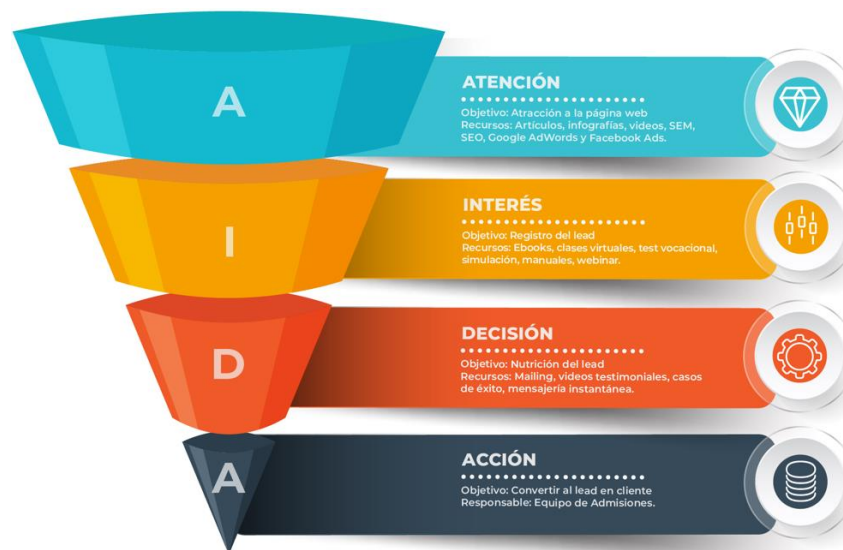 A
ATENCIÓN
Objetivo: Atracción a la página web
Recursos: Artículos, infografías, videos, SEM,
SEO, Google AdWords y Facebook Ads.
I
INTERÉS
Objetivo: Registro del lead
Recursos: Ebooks, clases virtuales, test vocacional,
simulación, manuales, webinar.
D
DECISIÓN
Objetivo: Nutrición del lead
Recursos: Mailing, videos testimoniales, casos
de éxito, mensajería instantánea.
A
ACCIÓN
Objetivo: Convertir al lead en cliente
Responsable: Equipo de Admisiones.